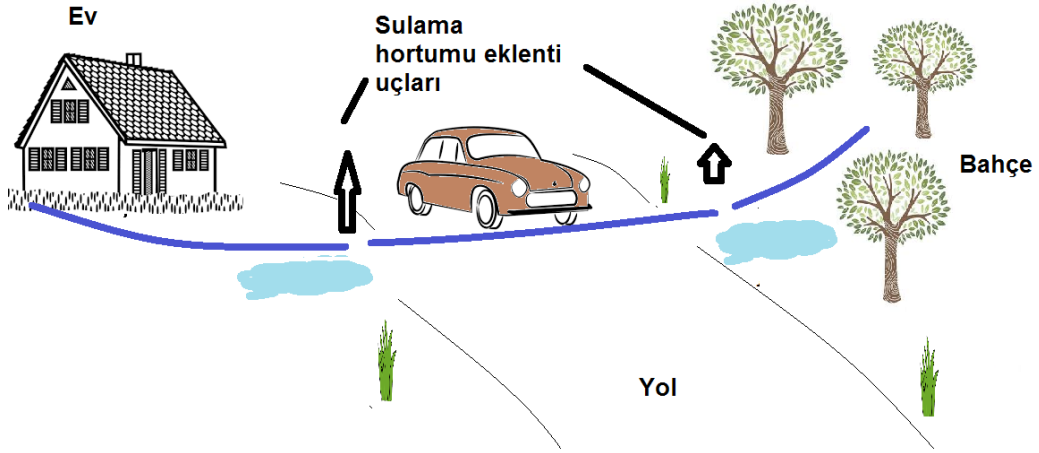 Ev
Sulama
hortumu eklenti
uçları
Bahçe
Yol